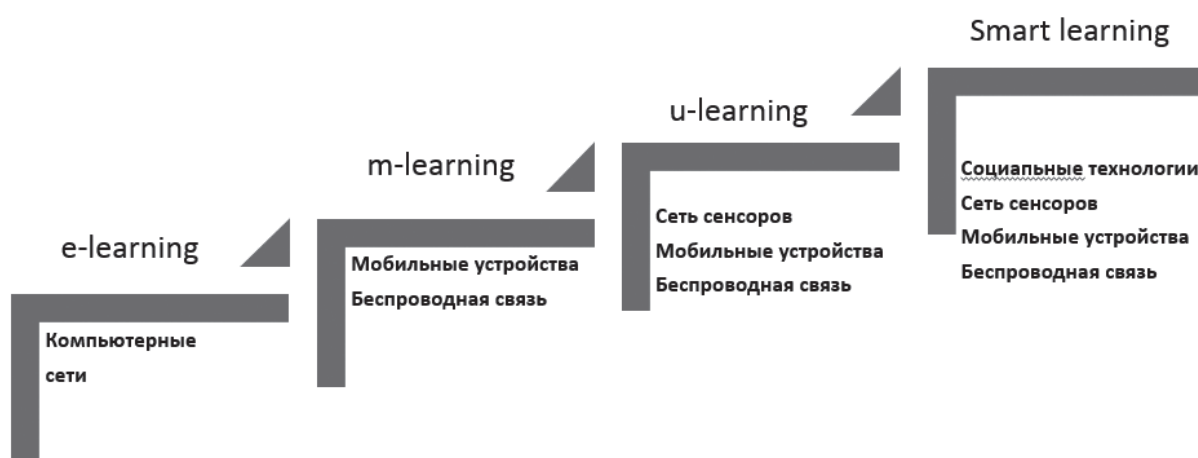 e-learning
Компьютерные
сети
m-learning
Мобильные устройства
Беспроводная связь
u-learning
Сеть сенсоров
Мобильные устройства
Беспроводная связь
Smart learning
Социапьные технологии
Сеть сенсоров
Мобильные устройства
Беспроводная связь